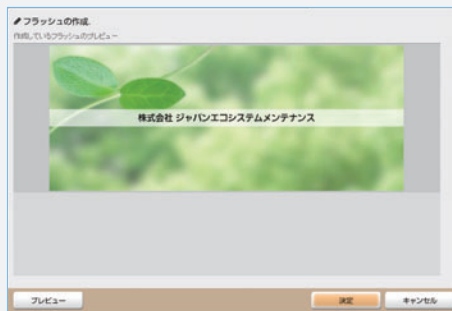 フラッシュの作成
作成しているフラッシュのプレビュー
株式会社 ジャパンエコシステムメンテナンス
プレビュー
決定
キャンセル